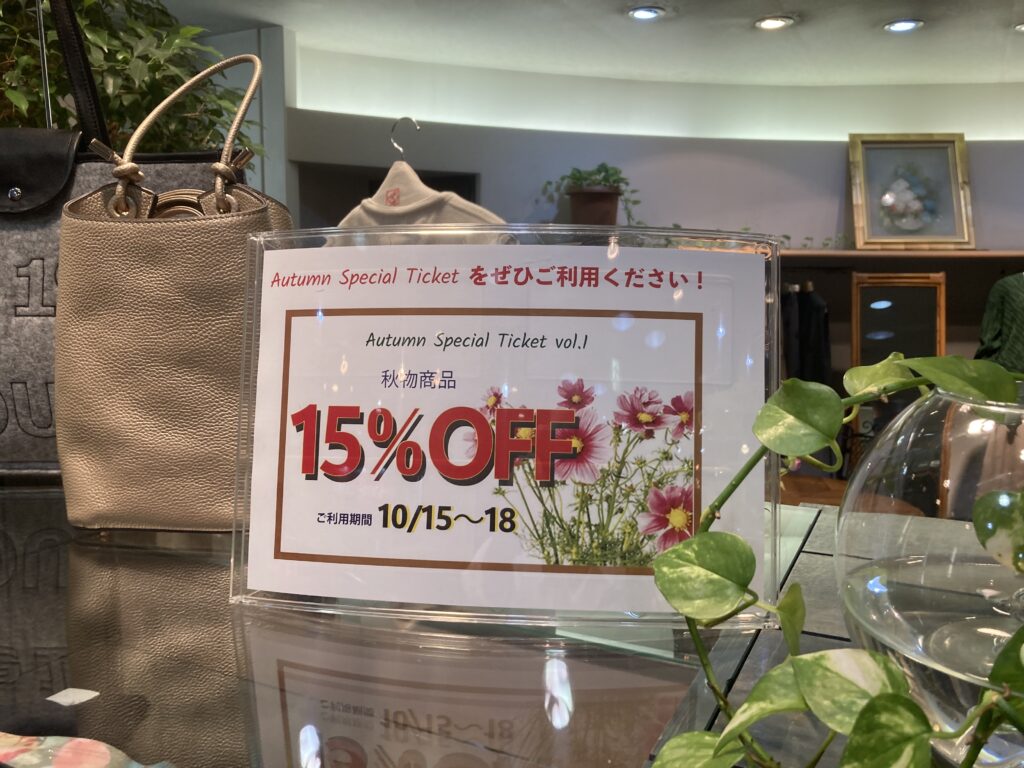 Autumn Special Ticket をぜひご利用ください！
Autumn Special Ticket vol.1
秋物商品
15%OFF
ご利用期間 10/15～18